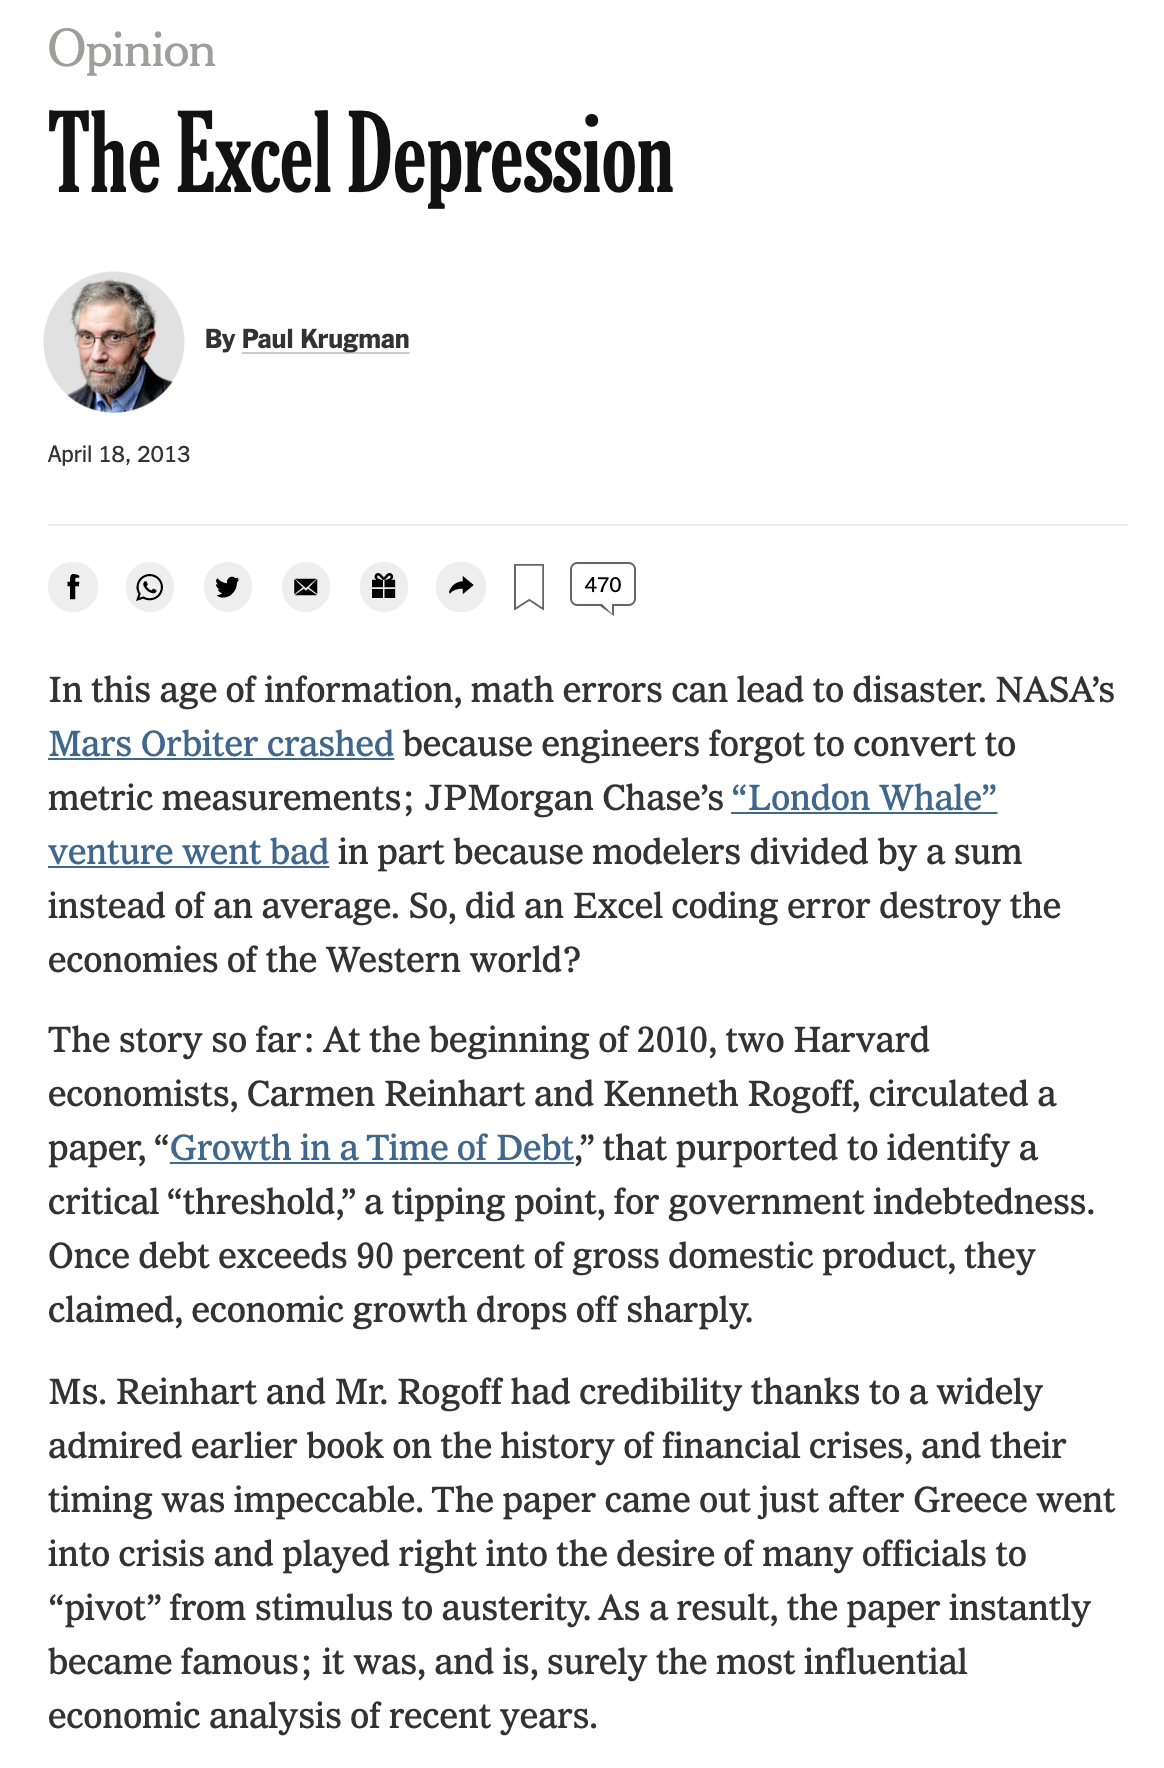 Opinion
The Excel Depression
By Paul Krugman
April 18, 2013
470
In this age of information, math errors can lead to disaster. NASA’s
Mars Orbiter crashed because engineers forgot to convert to
metric measurements; JPMorgan Chase’s “London Whale”
venture went bad in part because modelers divided by a sum
instead of an average. So, did an Excel coding error destroy the
economies of the Western world?
The story so far: At the beginning of 2010, two Harvard
economists, Carmen Reinhart and Kenneth Rogoff, circulated a
paper, “Growth in a Time of Debt,” that purported to identify a
critical “threshold,” a tipping point, for government indebtedness.
Once debt exceeds 90 percent of gross domestic product, they
claimed, economic growth drops off sharply.
Ms. Reinhart and Mr. Rogoff had credibility thanks to a widely
admired earlier book on the history of financial crises, and their
timing was impeccable. The paper came out just after Greece went
into crisis and played right into the desire of many officials to
“pivot” from stimulus to austerity. As a result, the paper instantly
became famous; it was, and is, surely the most influential
economic analysis of recent years.